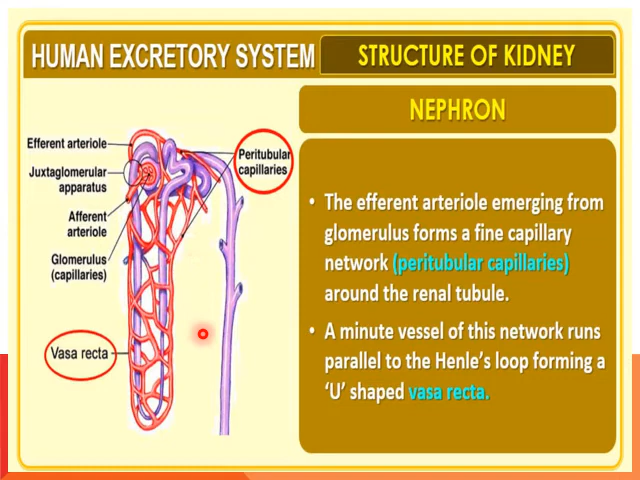 HUMAN EXCRETORY SYSTEM
STRUCTURE OF KIDNEY
NEPHRON
Efferent arteriole
Juxtaglomerular
apparatus
Afferent
arteriole
Glomerulus
(capillaries)
Vasa recta
Peritubular
capillaries
• The efferent arteriole emerging from
glomerulus forms a fine capillary
network (peritubular capillaries)
around the renal tubule.
• A minute vessel of this network runs
parallel to the Henle's loop forming a
‘U’ shaped vasa recta.